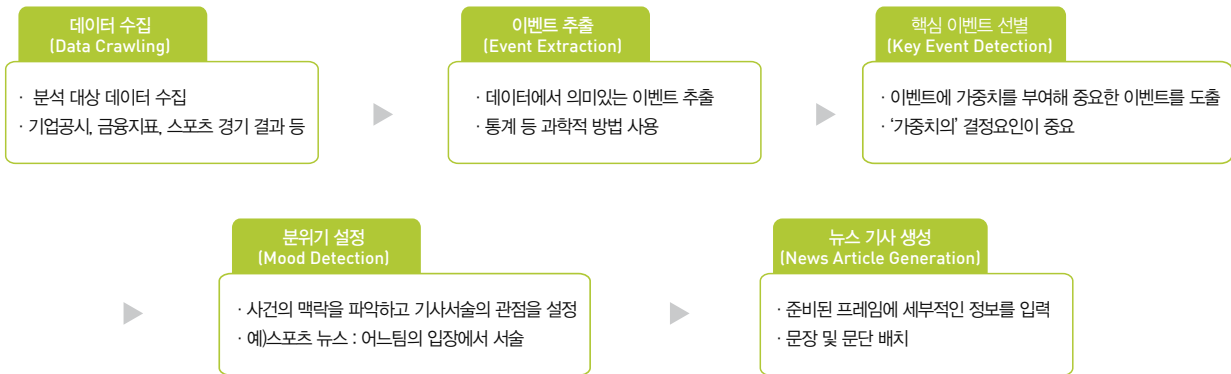 데이터 수집
(Data Crawling)
· 분석 대상 데이터 수집
· 기업공시, 금융지표, 스포츠 경기 결과 등
이벤트 추출
(Event Extraction)
· 데이터에서 의미있는 이벤트 추출
· 통계 등 과학적 방법 사용
핵심 이벤트 선별
(Key Event Detection)
· 이벤트에 가중치를 부여해 중요한 이벤트를 도출
· ‘가중치의’ 결정요인이 중요
분위기 설정
(Mood Detection)
· 사건의 맥락을 파악하고 기사서술의 관점을 설정
· 예)스포츠 뉴스 : 어느팀의 입장에서 서술
뉴스 기사 생성
(News Article Generation)
· 준비된 프레임에 세부적인 정보를 입력
· 문장 및 문단 배치